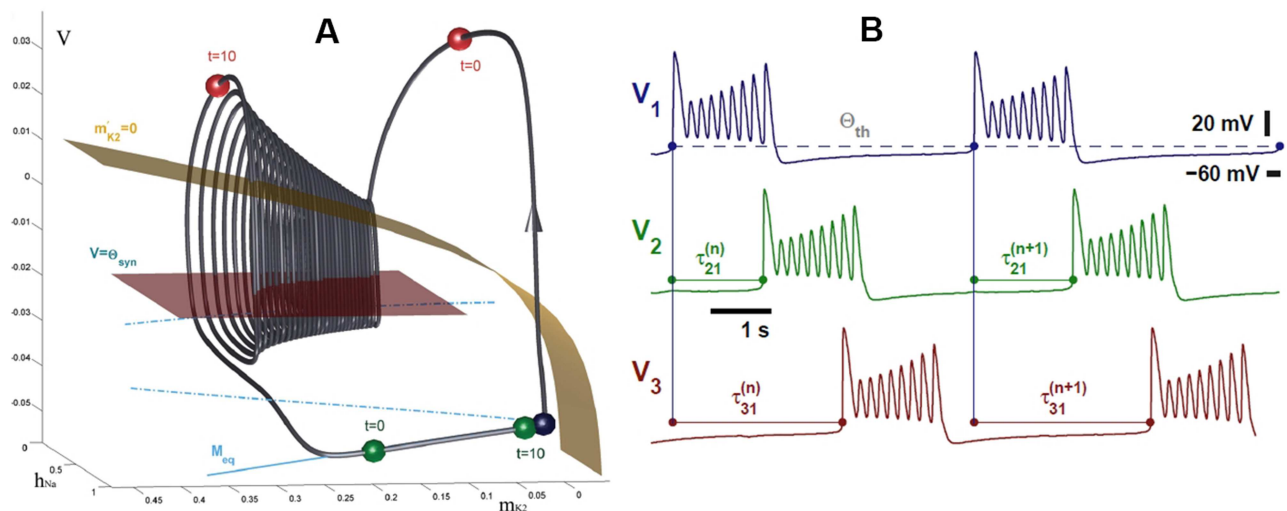 A
B
V
0.03
0.02
0.01
0
-0.01
-0.02
-0.03
-0.04
-0.05
0
0.5
1
hNa
0.45
0.4
0.35
0.3
0.25
0.2
0.15
0.1
0.05
0
mK2
t=10
t=0
m˙K2=0
V=Θsyn
t=0
Meq
t=10
V1
Θth
20 mV
−60 mV
V2
τ21(n)
τ21(n+1)
1 s
V3
τ31(n)
τ31(n+1)